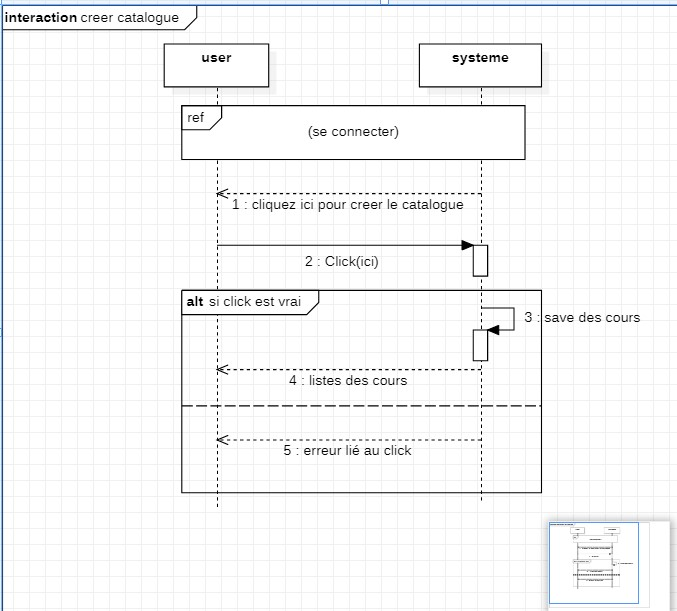 interaction creer catalogue
user
systeme
ref
(se connecter)
1 : cliquez ici pour creer le catalogue
2 : Click(ici)
alt si click est vrai
3 : save des cours
4 : listes des cours
5 : erreur lié au click